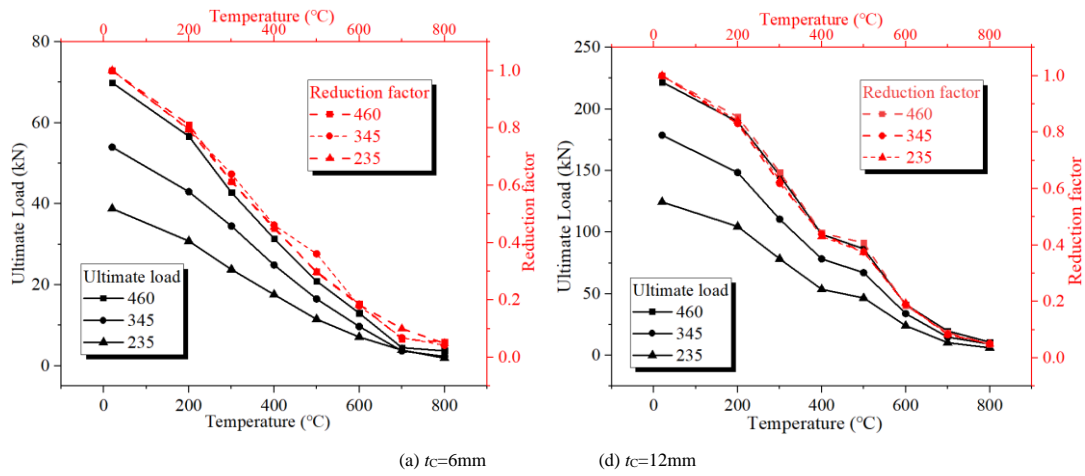 Temperature (℃)
0 200 400 600 800
80
60
40
20
0
Ultimate Load (kN)
Reduction factor
460
345
235
Ultimate load
460
345
235
1.0
0.8
0.6
0.4
0.2
0.0
Reduction factor
0 200 400 600 800
Temperature (℃)
(a) tC=6mm
Temperature (℃)
0 200 400 600 800
250
200
150
100
50
0
Ultimate Load (kN)
Reduction factor
460
345
235
Ultimate load
460
345
235
1.0
0.8
0.6
0.4
0.2
0.0
Reduction factor
0 200 400 600 800
Temperature (℃)
(d) tC=12mm